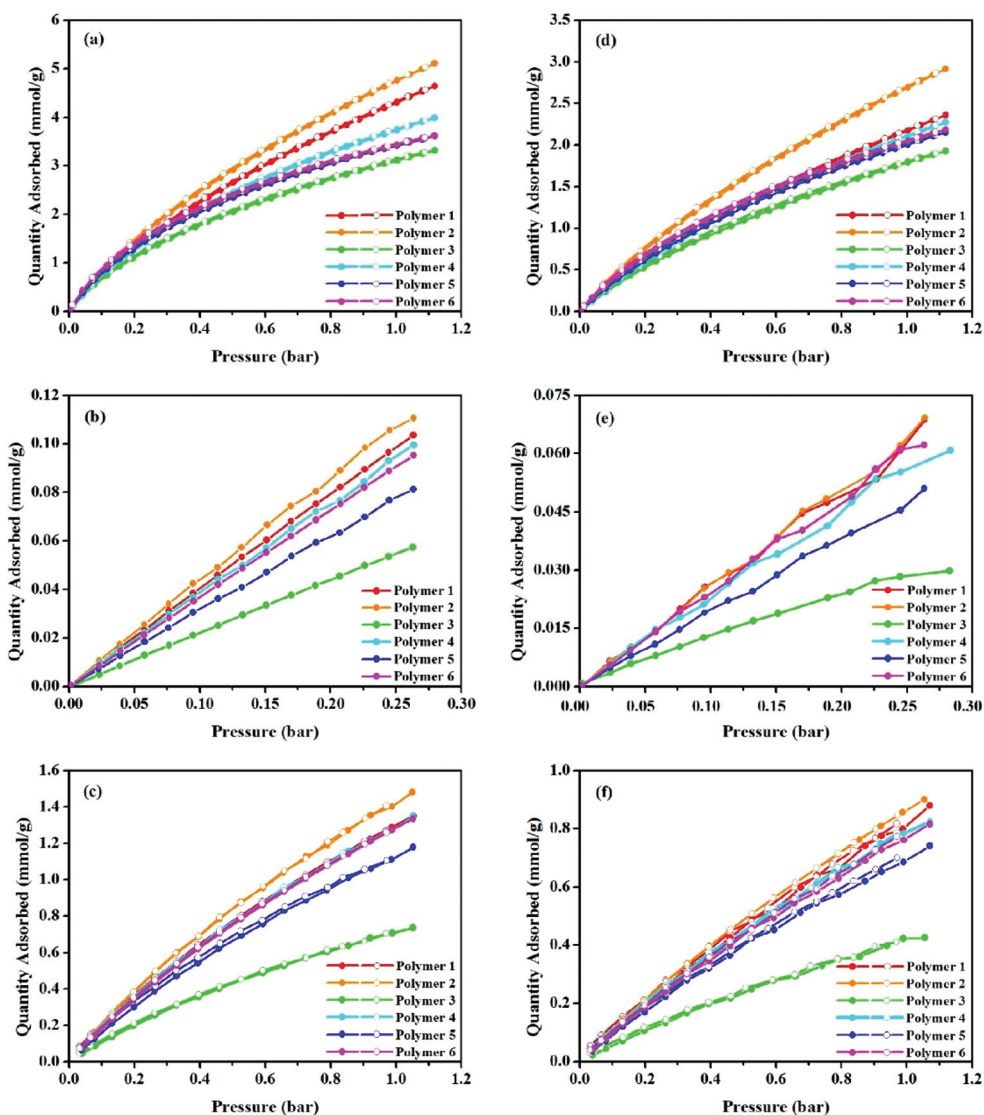 (a)
Quantity Adsorbed (mmol/g)
6
5
4
3
2
1
0
Polymer 1
Polymer 2
Polymer 3
Polymer 4
Polymer 5
Polymer 6
0.0 0.2 0.4 0.6 0.8 1.0 1.2
Pressure (bar)
(d)
Quantity Adsorbed (mmol/g)
3.5
3.0
2.5
2.0
1.5
1.0
0.5
0.0
Polymer 1
Polymer 2
Polymer 3
Polymer 4
Polymer 5
Polymer 6
0.0 0.2 0.4 0.6 0.8 1.0 1.2
Pressure (bar)
(b)
Quantity Adsorbed (mmol/g)
0.12
0.10
0.08
0.06
0.04
0.02
0.00
Polymer 1
Polymer 2
Polymer 3
Polymer 4
Polymer 5
Polymer 6
0.00 0.05 0.10 0.15 0.20 0.25 0.30
Pressure (bar)
(e)
Quantity Adsorbed (mmol/g)
0.075
0.060
0.045
0.030
0.015
0.000
Polymer 1
Polymer 2
Polymer 3
Polymer 4
Polymer 5
Polymer 6
0.00 0.05 0.10 0.15 0.20 0.25 0.30
Pressure (bar)
(c)
Quantity Adsorbed (mmol/g)
1.6
1.4
1.2
1.0
0.8
0.6
0.4
0.2
0.0
Polymer 1
Polymer 2
Polymer 3
Polymer 4
Polymer 5
Polymer 6
0.0 0.2 0.4 0.6 0.8 1.0 1.2
Pressure (bar)
(f)
Quantity Adsorbed (mmol/g)
1.0
0.8
0.6
0.4
0.2
0.0
Polymer 1
Polymer 2
Polymer 3
Polymer 4
Polymer 5
Polymer 6
0.0 0.2 0.4 0.6 0.8 1.0 1.2
Pressure (bar)